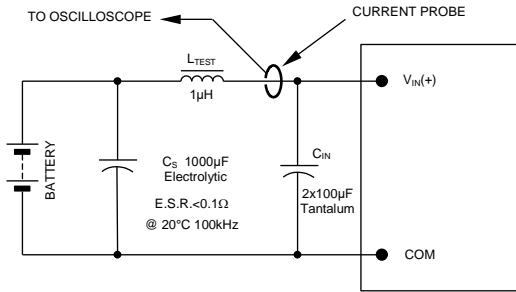 TO OSCILLOSCOPE
CURRENT PROBE
LTEST
1µH
VIN(+)
BATTERY
CS 1000µF
Electrolytic
E.S.R.<0.1Ω
@ 20°C 100kHz
CIN
2x100µF
Tantalum
COM